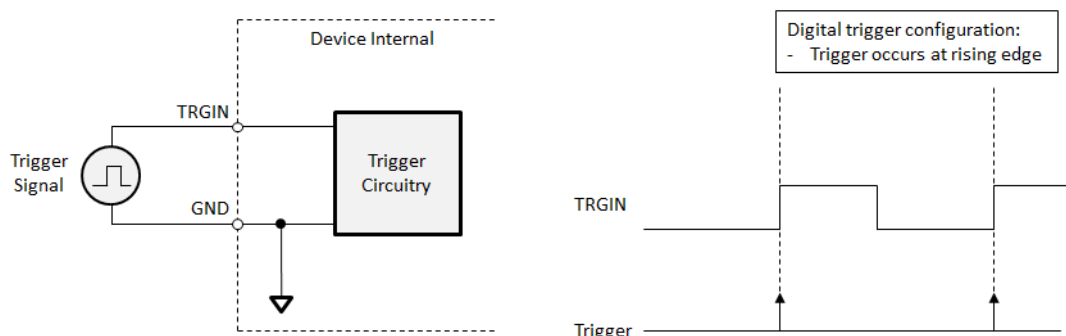 Device Internal
TRGIN
Trigger
Signal
Trigger
Circuitry
GND
Digital trigger configuration:
- Trigger occurs at rising edge
TRGIN
Trigger